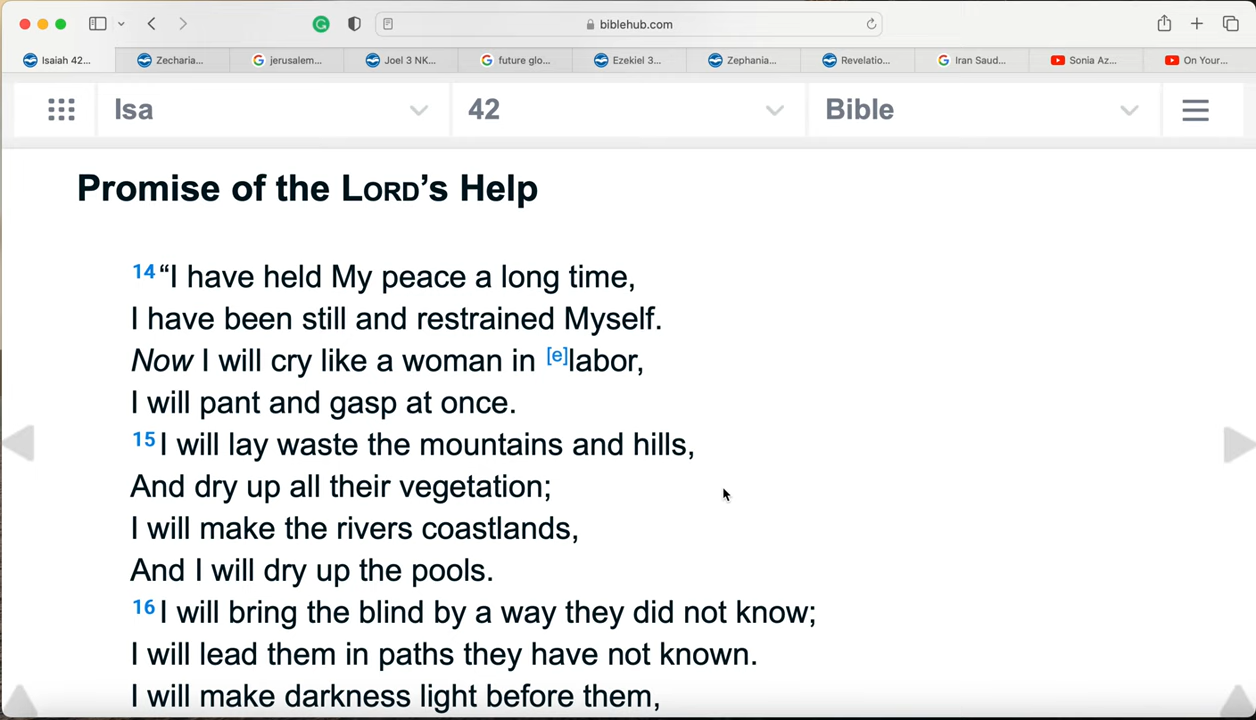 biblehub.com
Isaiah 42...
Zecharia...
jerusalem...
Joel 3 NK...
future glo...
Ezekiel 3...
Zephania...
Revelatio...
Iran Saud...
Sonia Az...
On Your...
Isa
42
Bible
Promise of the LORD’s Help
14 “I have held My peace a long time,
I have been still and restrained Myself.
Now I will cry like a woman in [e]labor,
I will pant and gasp at once.
15 I will lay waste the mountains and hills,
And dry up all their vegetation;
I will make the rivers coastlands,
And I will dry up the pools.
16 I will bring the blind by a way they did not know;
I will lead them in paths they have not known.
I will make darkness light before them,